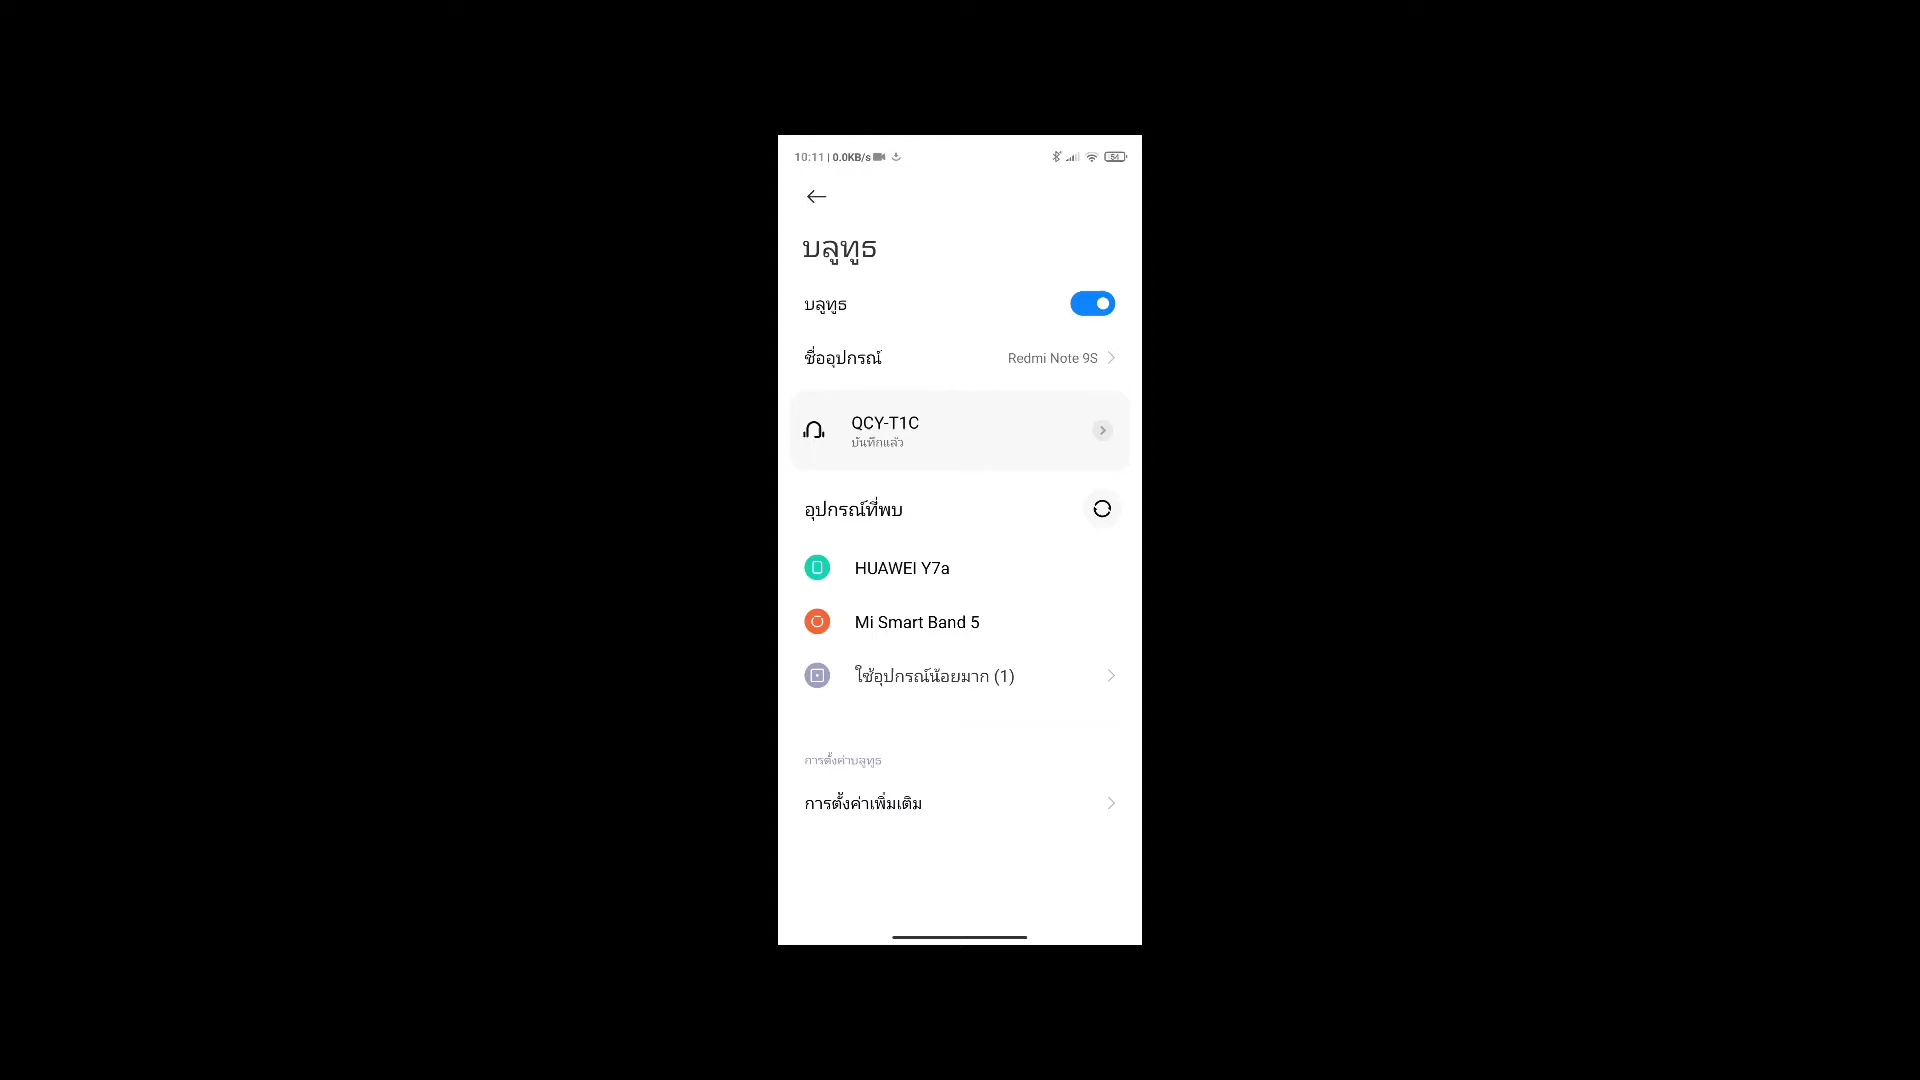 10:11 | 0.0KB/s
54
บลูทูธ
บลูทูธ
ชื่ออุปกรณ์
Redmi Note 9S
QCY-T1C
บันทึกแล้ว
อุปกรณ์ที่พบ
HUAWEI Y7a
Mi Smart Band 5
ใช้อุปกรณ์น้อยมาก (1)
การตั้งค่าบลูทูธ
การตั้งค่าเพิ่มเติม